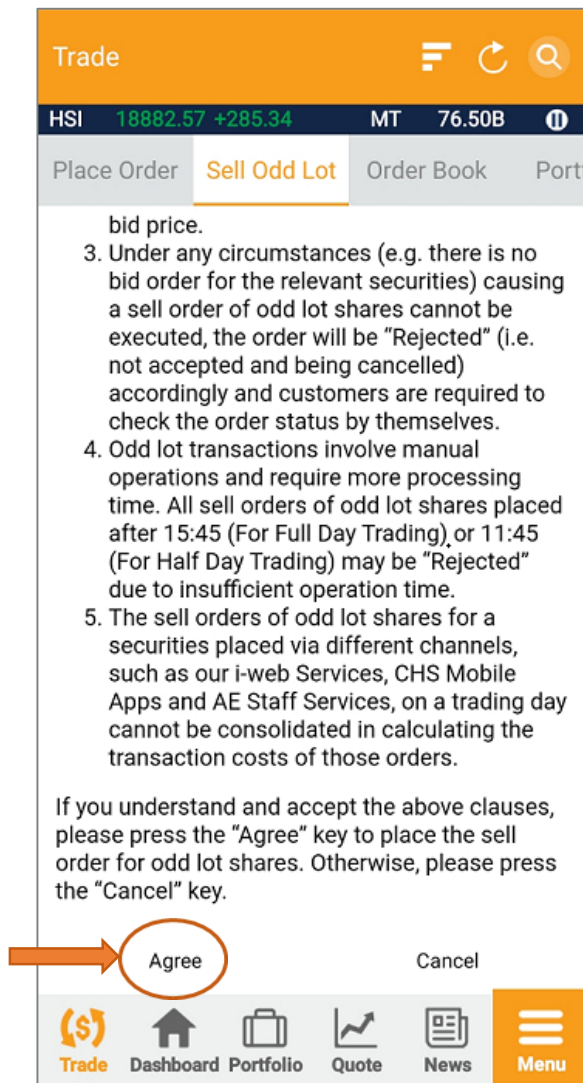 Trade
HSI 18882.57 +285.34 MT 76.50B
Place Order Sell Odd Lot Order Book Port
bid price.
3. Under any circumstances (e.g. there is no
bid order for the relevant securities) causing
a sell order of odd lot shares cannot be
executed, the order will be “Rejected” (i.e.
not accepted and being cancelled)
accordingly and customers are required to
check the order status by themselves.
4. Odd lot transactions involve manual
operations and require more processing
time. All sell orders of odd lot shares placed
after 15:45 (For Full Day Trading) or 11:45
(For Half Day Trading) may be “Rejected”
due to insufficient operation time.
5. The sell orders of odd lot shares for a
securities placed via different channels,
such as our i-web Services, CHS Mobile
Apps and AE Staff Services, on a trading day
cannot be consolidated in calculating the
transaction costs of those orders.
If you understand and accept the above clauses,
please press the “Agree” key to place the sell
order for odd lot shares. Otherwise, please press
the “Cancel” key.
Agree Cancel
Trade Dashboard Portfolio Quote News Menu